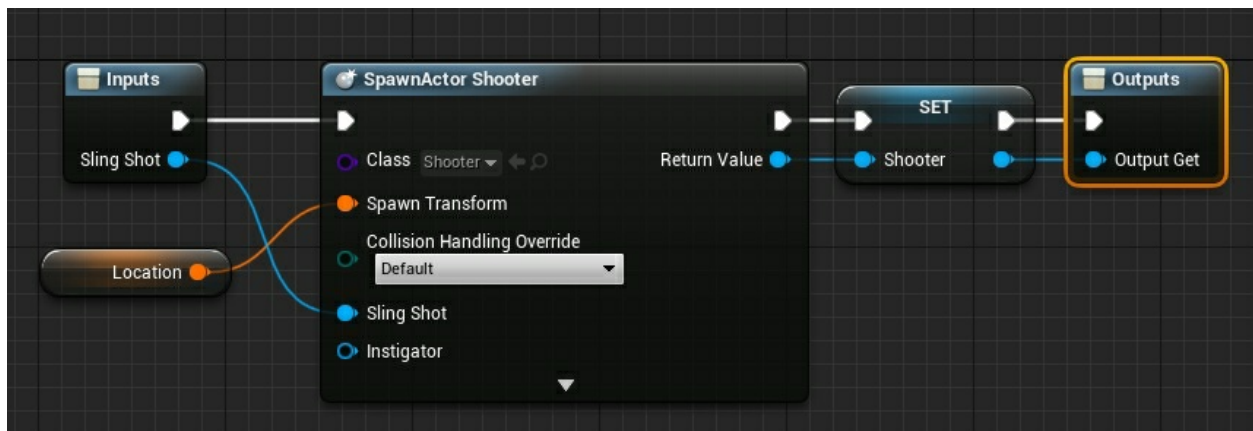 Inputs
Sling Shot
Location
SpawnActor Shooter
Class Shooter
Return Value
Spawn Transform
Collision Handling Override
Default
Sling Shot
Instigator
SET
Shooter
Outputs
Output Get